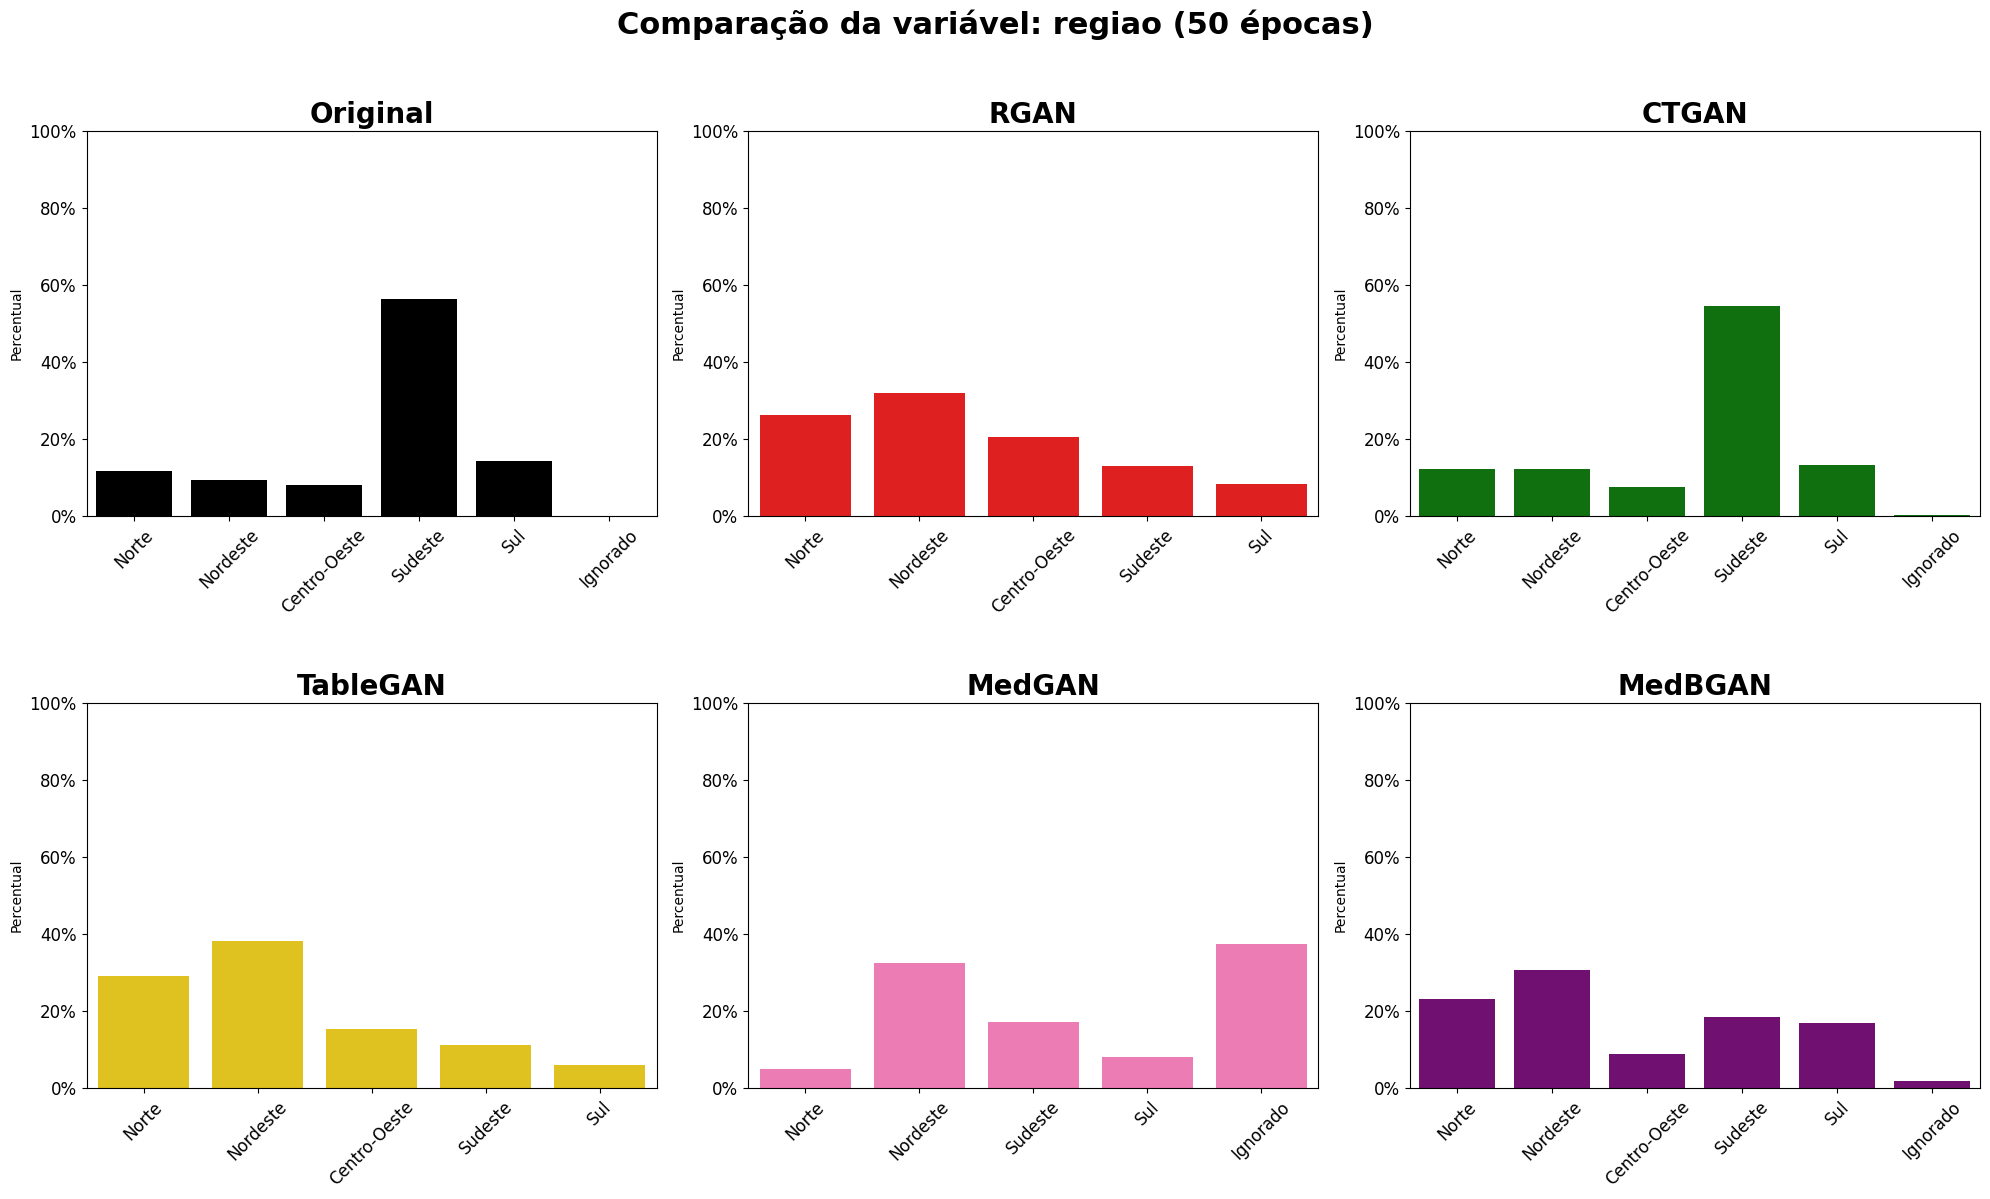 Comparação da variável: regiao (50 épocas)
Original
100%
80%
60%
40%
20%
0%
Percentual
Norte
Nordeste
Centro-Oeste
Sudeste
Sul
Ignorado
RGAN
100%
80%
60%
40%
20%
0%
Percentual
Norte
Nordeste
Centro-Oeste
Sudeste
Sul
CTGAN
100%
80%
60%
40%
20%
0%
Percentual
Norte
Nordeste
Centro-Oeste
Sudeste
Sul
Ignorado
TableGAN
100%
80%
60%
40%
20%
0%
Percentual
Norte
Nordeste
Centro-Oeste
Sudeste
Sul
MedGAN
100%
80%
60%
40%
20%
0%
Percentual
Norte
Nordeste
Sudeste
Sul
Ignorado
MedBGAN
100%
80%
60%
40%
20%
0%
Percentual
Norte
Nordeste
Centro-Oeste
Sudeste
Sul
Ignorado